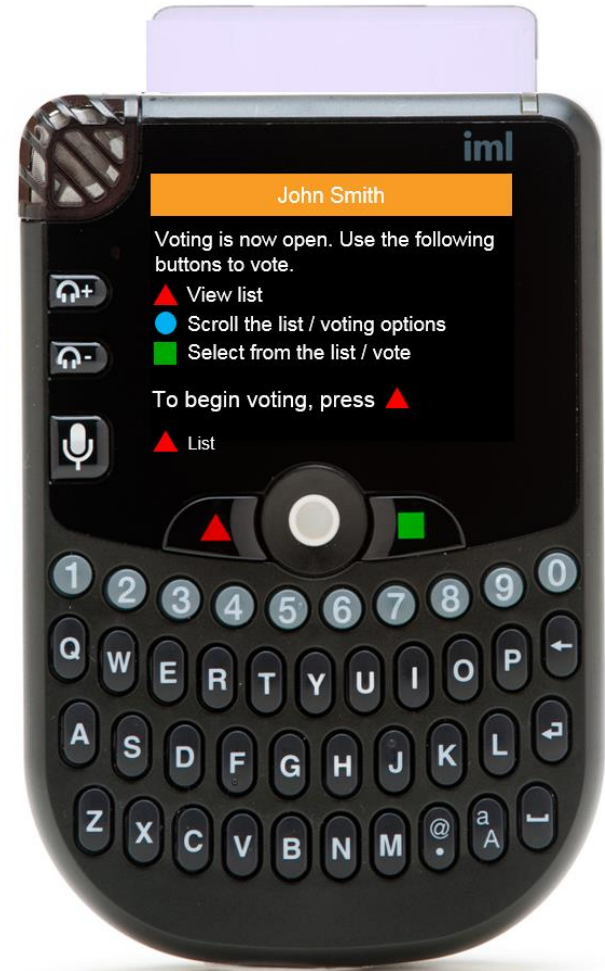 iml
John Smith
Voting is now open. Use the following
buttons to vote.
View list
Scroll the list / voting options
Select from the list / vote
To begin voting, press
List
1 2 3 4 5 6 7 8 9 0
Q W E R T Y U I O P ←
A S D F G H J K L ↵
Z X C V B N M @ . a A